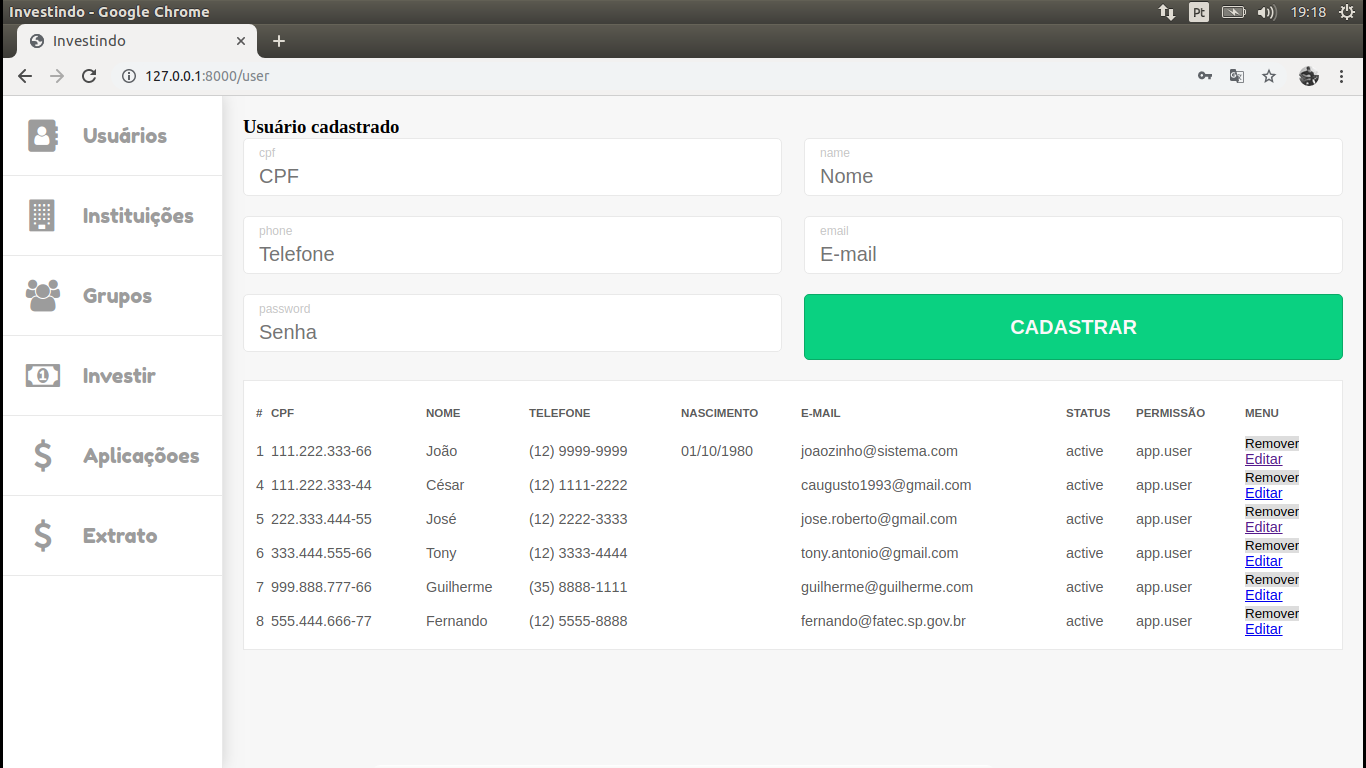 Investindo - Google Chrome
Pt
19:18
Investindo
127.0.0.1:8000/user
Usuários
Instituições
Grupos
Investir
1
Aplicaçãoes
Extrato
Usuário cadastrado
cpf
CPF
name
Nome
phone
Telefone
email
E-mail
password
Senha
CADASTRAR
# CPF NOME TELEFONE NASCIMENTO E-MAIL STATUS PERMISSÃO MENU
1 111.222.333-66 João (12) 9999-9999 01/10/1980 joaozinho@sistema.com active app.user Remover
Editar
4 111.222.333-44 César (12) 1111-2222 caugusto1993@gmail.com active app.user Remover
Editar
5 222.333.444-55 José (12) 2222-3333 jose.roberto@gmail.com active app.user Remover
Editar
6 333.444.555-66 Tony (12) 3333-4444 tony.antonio@gmail.com active app.user Remover
Editar
7 999.888.777-66 Guilherme (35) 8888-1111 guilherme@guilherme.com active app.user Remover
Editar
8 555.444.666-77 Fernando (12) 5555-8888 fernando@fatec.sp.gov.br active app.user Remover
Editar